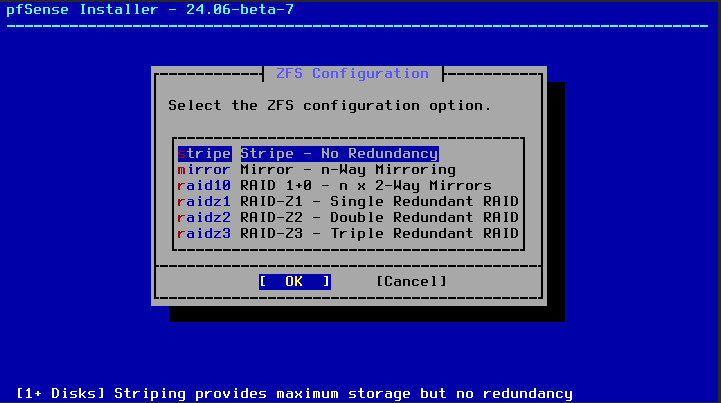 pfSense Installer - 24.06-beta-7
ZFS Configuration
Select the ZFS configuration option.
stripe Stripe - No Redundancy
mirror Mirror - n-Way Mirroring
raid10 RAID 1+0 - n x 2-Way Mirrors
raidz1 RAID-Z1 - Single Redundant RAID
raidz2 RAID-Z2 - Double Redundant RAID
raidz3 RAID-Z3 - Triple Redundant RAID
[ OK ] [Cancel]
[1+ Disks] Striping provides maximum storage but no redundancy